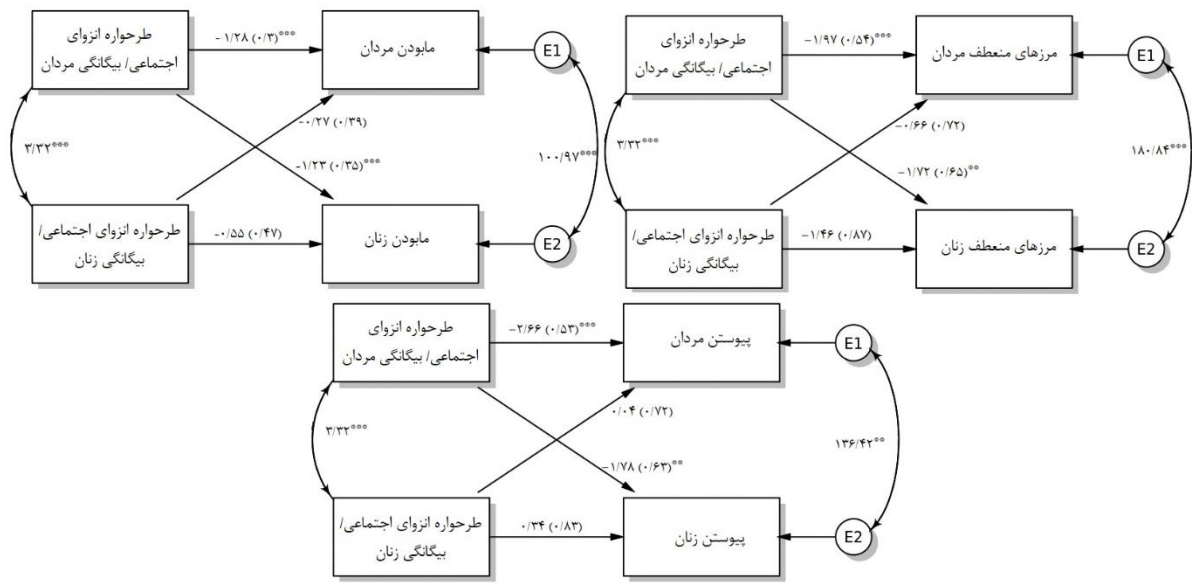 طرحواره انزوای
اجتماعی/ بیگانگی مردان
-۱/۲۸ (۰/۳)***
مابودن مردان
E1
۳/۳۲***
-۰/۲۷ (۰/۳۹)
-۱/۲۳ (۰/۳۵)***
۱۰۰/۹۷***
طرحواره انزوای اجتماعی/
بیگانگی زنان
-۰/۵۵ (۰/۴۷)
مابودن زنان
E2
طرحواره انزوای
اجتماعی/ بیگانگی مردان
-۱/۹۷ (۰/۵۴)***
مرزهای منعطف مردان
E1
۳/۳۲***
-۰/۶۶ (۰/۷۲)
-۱/۷۲ (۰/۶۵)**
۱۸۰/۸۴***
طرحواره انزوای اجتماعی/
بیگانگی زنان
-۱/۴۶ (۰/۸۷)
مرزهای منعطف زنان
E2
طرحواره انزوای
اجتماعی/ بیگانگی مردان
-۲/۶۶ (۰/۵۳)***
پیوستن مردان
E1
۳/۳۲***
۰/۰۴ (۰/۷۲)
-۱/۷۸ (۰/۶۳)**
۱۳۶/۴۲**
طرحواره انزوای اجتماعی/
بیگانگی زنان
۰/۳۴ (۰/۸۳)
پیوستن زنان
E2